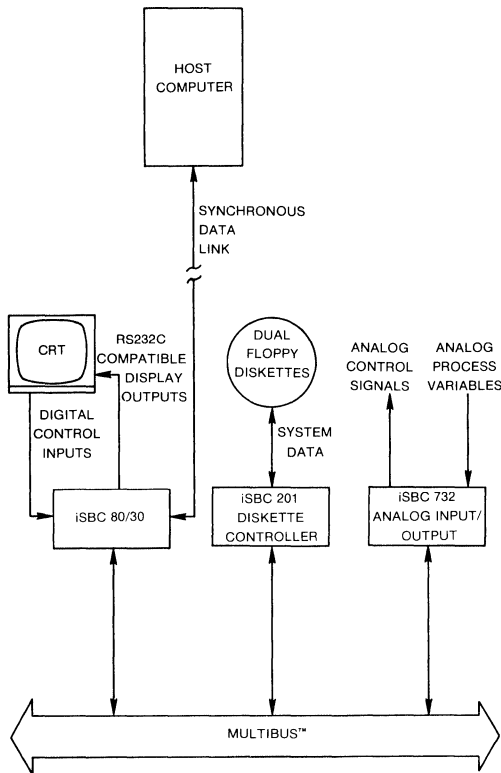 HOST
COMPUTER
SYNCHRONOUS
DATA
LINK
CRT
RS232C
COMPATIBLE
DISPLAY
OUTPUTS
DIGITAL
CONTROL
INPUTS
DUAL
FLOPPY
DISKETTES
SYSTEM
DATA
ANALOG
CONTROL
SIGNALS
ANALOG
PROCESS
VARIABLES
iSBC 80/30
iSBC 201
DISKETTE
CONTROLLER
iSBC 732
ANALOG INPUT/
OUTPUT
MULTIBUS™